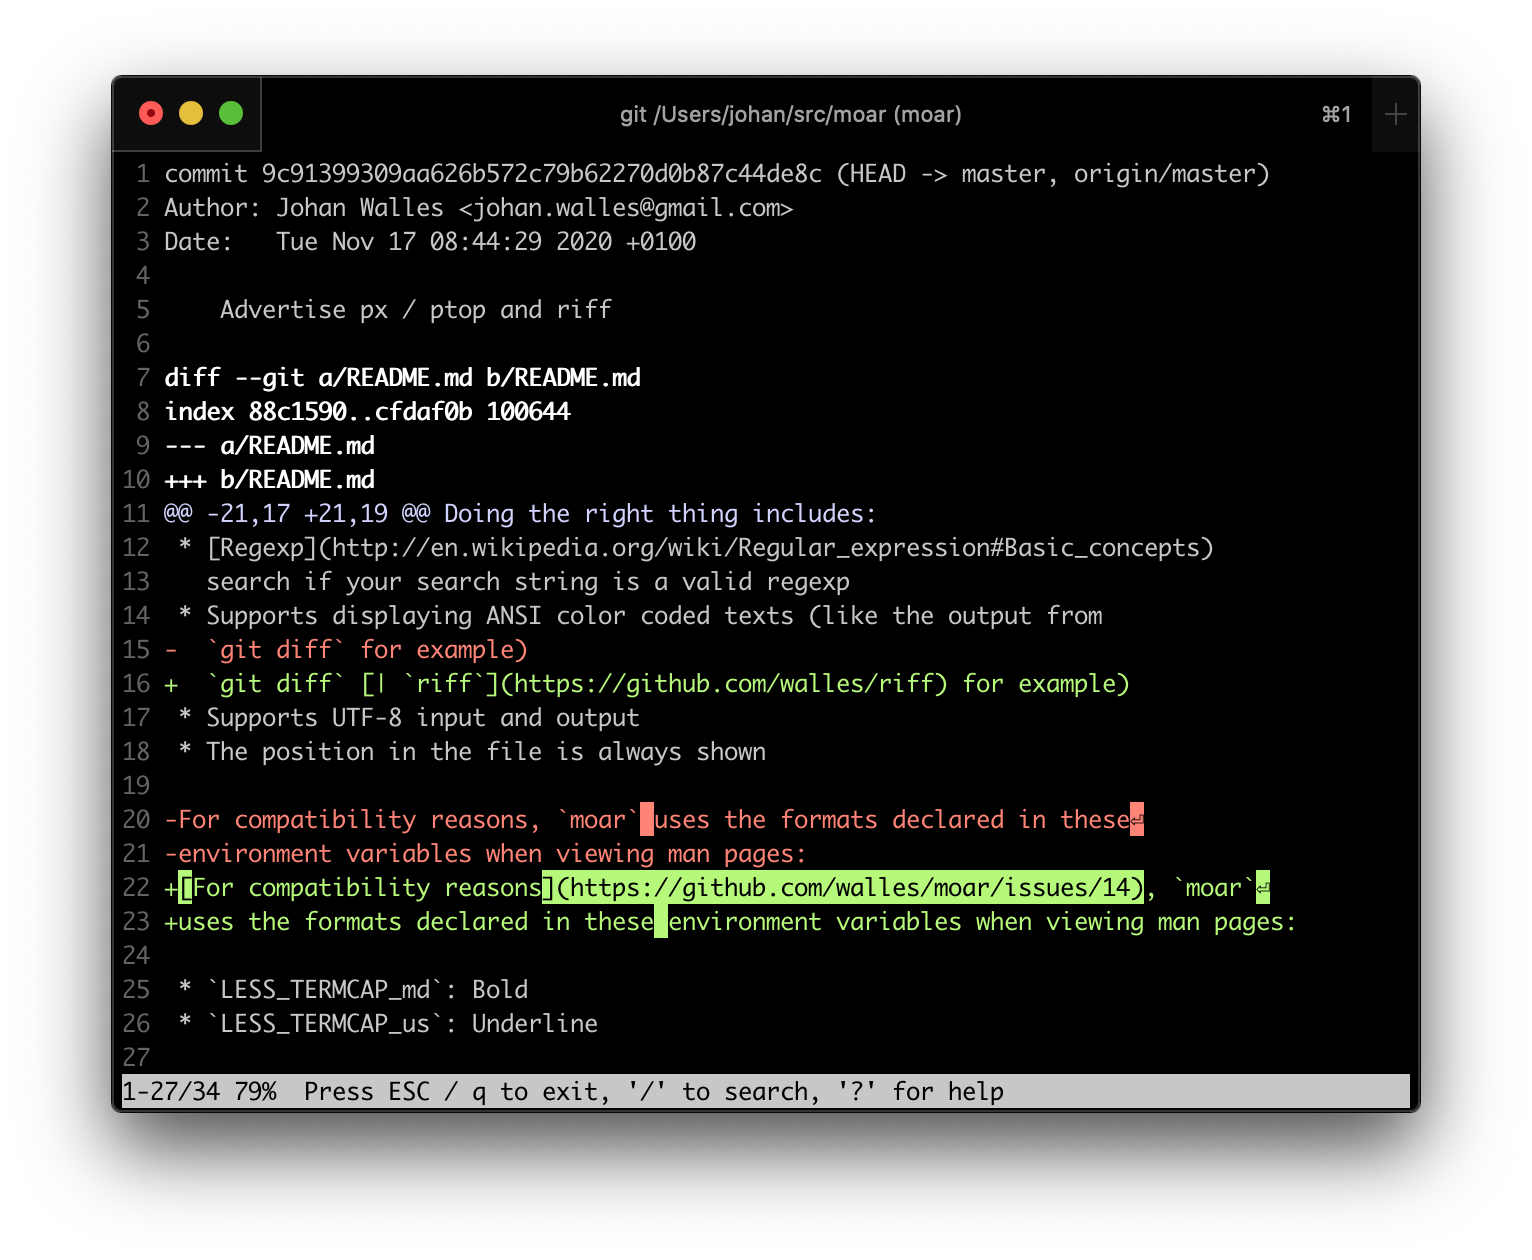 git /Users/johan/src/moar (moar) ⌘1 +
1 commit 9c91399309aa626b572c79b62270d0b87c44de8c (HEAD -> master, origin/master)
2 Author: Johan Walles <johan.walles@gmail.com>
3 Date:   Tue Nov 17 08:44:29 2020 +0100
4
5     Advertise px / ptop and riff
6
7 diff --git a/README.md b/README.md
8 index 88c1590..cfdaf0b 100644
9 --- a/README.md
10 +++ b/README.md
11 @@ -21,17 +21,19 @@ Doing the right thing includes:
12  * [Regexp](http://en.wikipedia.org/wiki/Regular_expression#Basic_concepts)
13    search if your search string is a valid regexp
14  * Supports displaying ANSI color coded texts (like the output from
15 -  `git diff` for example)
16 +  `git diff` [| `riff`](https://github.com/walles/riff) for example)
17  * Supports UTF-8 input and output
18  * The position in the file is always shown
19
20 -For compatibility reasons, `moar` uses the formats declared in these⏎
21 -environment variables when viewing man pages:
22 +[For compatibility reasons](https://github.com/walles/moar/issues/14), `moar`⏎
23 +uses the formats declared in these environment variables when viewing man pages:
24
25  * `LESS_TERMCAP_md`: Bold
26  * `LESS_TERMCAP_us`: Underline
27
1-27/34 79%  Press ESC / q to exit, '/' to search, '?' for help